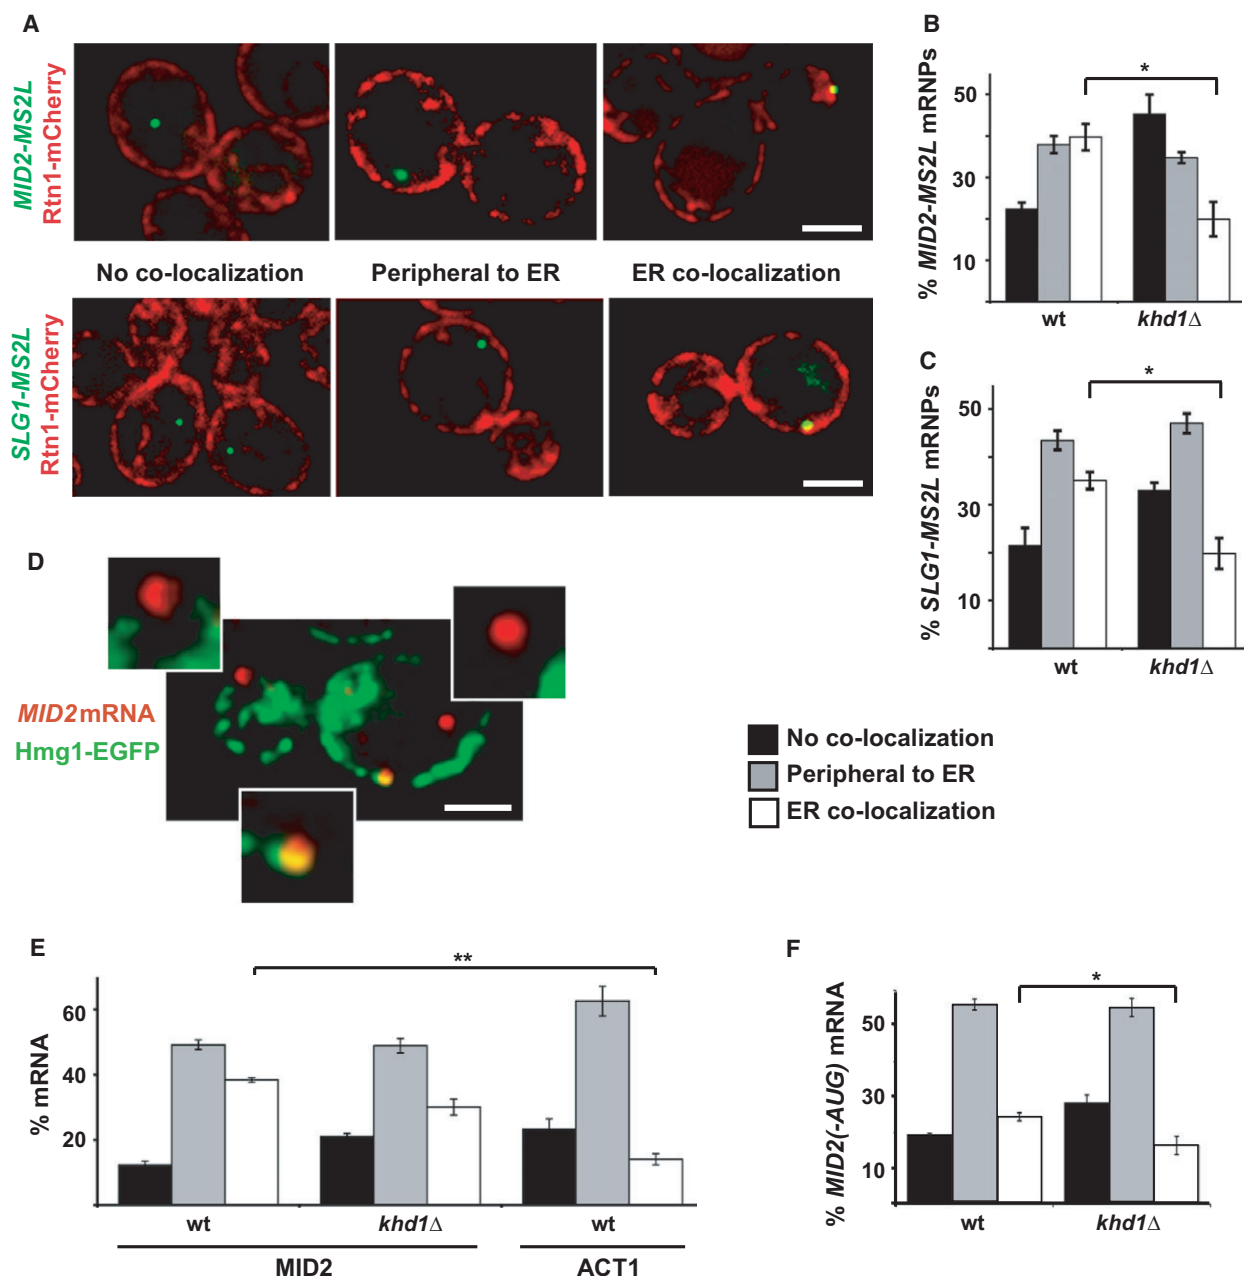 A
MID2-MS2L
Rtn1-mCherry
No co-localization
Peripheral to ER
ER co-localization
SLG1-MS2L
Rtn1-mCherry
B
% MID2-MS2L mRNPs
50
30
10
*
wt
khd1Δ
C
% SLG1-MS2L mRNPs
50
30
10
*
wt
khd1Δ
D
MID2 mRNA
Hmg1-EGFP
No co-localization
Peripheral to ER
ER co-localization
E
% mRNA
60
40
20
**
wt
khd1Δ
wt
MID2
ACT1
F
% MID2(-AUG) mRNA
50
30
10
*
wt
khd1Δ